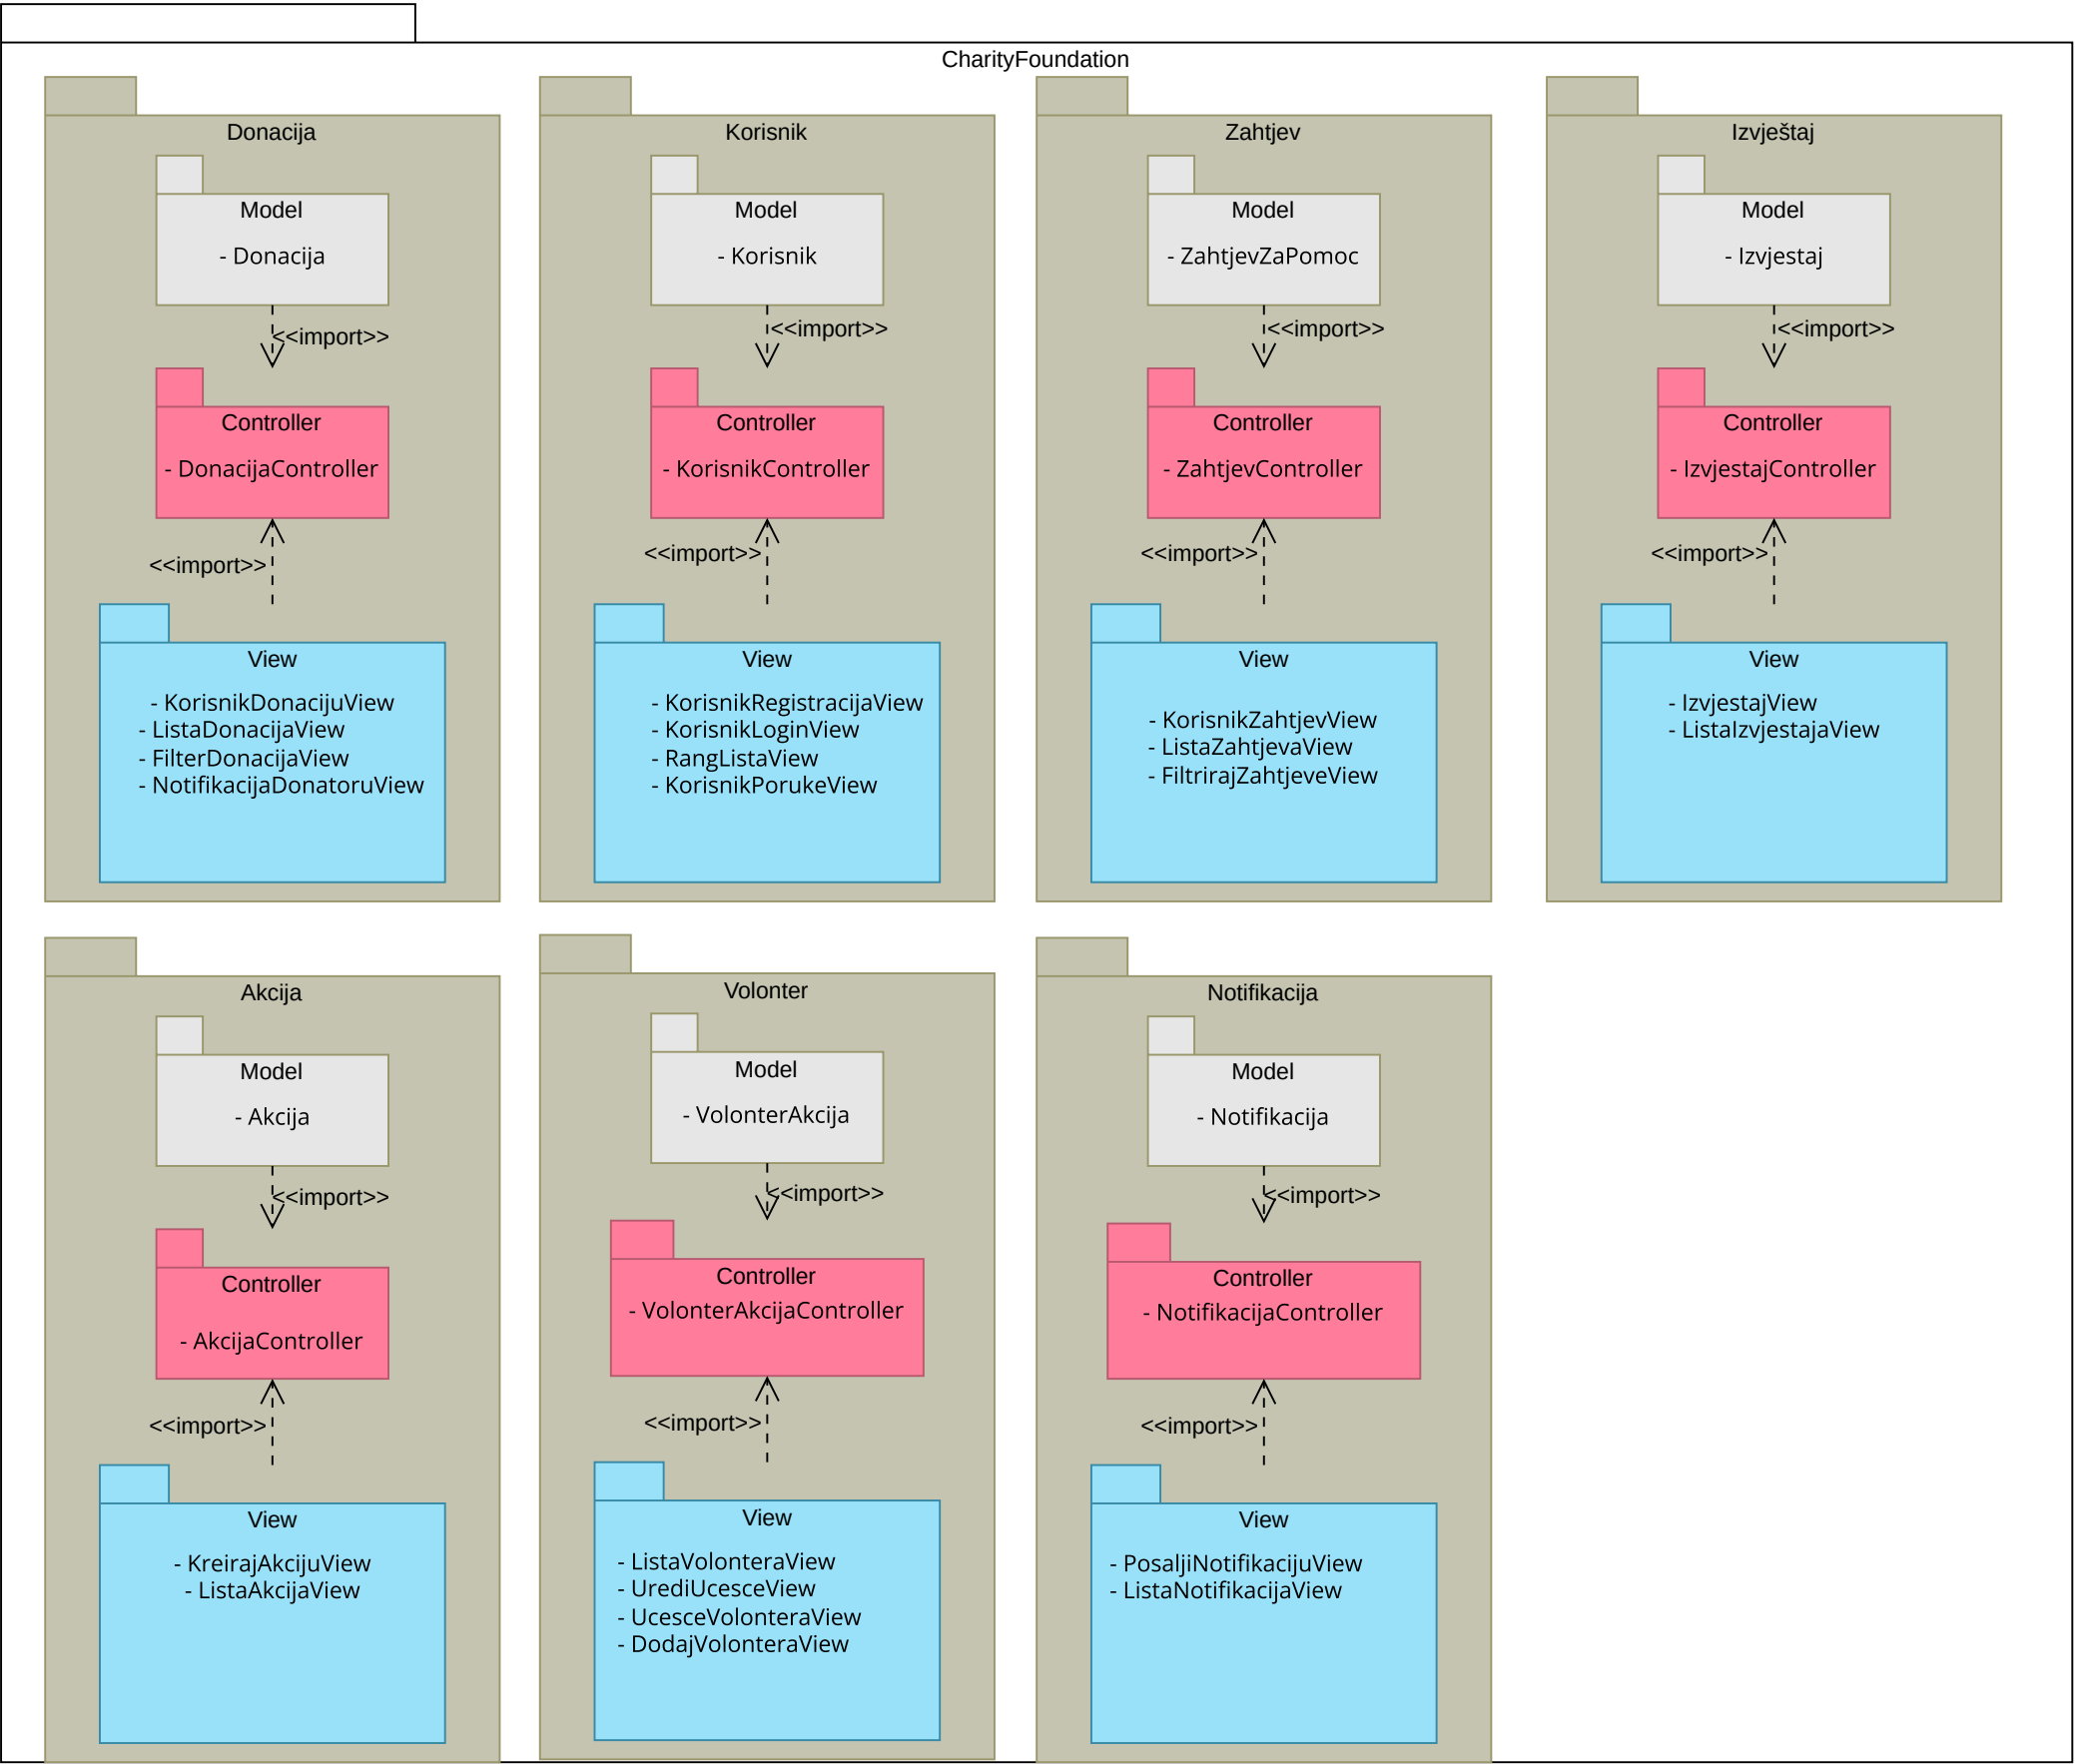 CharityFoundation
Donacija
Model
- Donacija
<<import>>
Controller
- DonacijaController
<<import>>
View
- KorisnikDonacijuView
- ListaDonacijaView
- FilterDonacijaView
- NotifikacijaDonatoruView
Korisnik
Model
- Korisnik
<<import>>
Controller
- KorisnikController
<<import>>
View
- KorisnikRegistracijaView
- KorisnikLoginView
- RangListaView
- KorisnikPorukeView
Zahtjev
Model
- ZahtjevZaPomoc
<<import>>
Controller
- ZahtjevController
<<import>>
View
- KorisnikZahtjevView
- ListaZahtjevaView
- FiltrirajZahtjeveView
Izvještaj
Model
- Izvjestaj
<<import>>
Controller
- IzvjestajController
<<import>>
View
- IzvjestajView
- ListaIzvjestajaView
Akcija
Model
- Akcija
<<import>>
Controller
- AkcijaController
<<import>>
View
- KreirajAkcijuView
- ListaAkcijaView
Volonter
Model
- VolonterAkcija
<<import>>
Controller
- VolonterAkcijaController
<<import>>
View
- ListaVolonteraView
- UrediUcesceView
- UcesceVolonteraView
- DodajVolonteraView
Notifikacija
Model
- Notifikacija
<<import>>
Controller
- NotifikacijaController
<<import>>
View
- PosaljiNotifikacijuView
- ListaNotifikacijaView